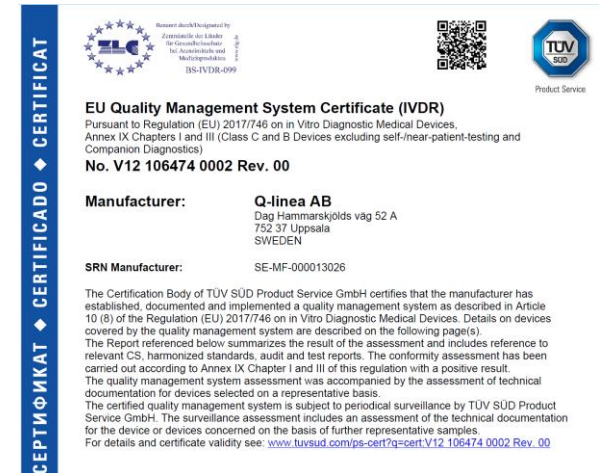 Benannt durch/Designated by
Zentralstelle der Länder
für Gesundheitsschutz
bei Arzneimitteln und
Medizinprodukten
BS-IVDR-099
www.zlg.de
ZLG
TÜV
SÜD
Product Service
EU Quality Management System Certificate (IVDR)
Pursuant to Regulation (EU) 2017/746 on in Vitro Diagnostic Medical Devices,
Annex IX Chapters I and III (Class C and B Devices excluding self-/near-patient-testing and
Companion Diagnostics)
No. V12 106474 0002 Rev. 00
Manufacturer: Q-linea AB
Dag Hammarskjölds väg 52 A
752 37 Uppsala
SWEDEN
SRN Manufacturer: SE-MF-000013026
The Certification Body of TÜV SÜD Product Service GmbH certifies that the manufacturer has
established, documented and implemented a quality management system as described in Article
10 (8) of the Regulation (EU) 2017/746 on in Vitro Diagnostic Medical Devices. Details on devices
covered by the quality management system are described on the following page(s).
The Report referenced below summarizes the result of the assessment and includes reference to
relevant CS, harmonized standards, audit and test reports. The conformity assessment has been
carried out according to Annex IX Chapter I and III of this regulation with a positive result.
The quality management system assessment was accompanied by the assessment of technical
documentation for devices selected on a representative basis.
The certified quality management system is subject to periodical surveillance by TÜV SÜD Product
Service GmbH. The surveillance assessment includes an assessment of the technical documentation
for the device or devices concerned on the basis of further representative samples.
For details and certificate validity see: www.tuvsud.com/ps-cert?q=cert:V12 106474 0002 Rev. 00
СЕРТИФИКАТ ◆ CERTIFICADO ◆ CERTIFICAT